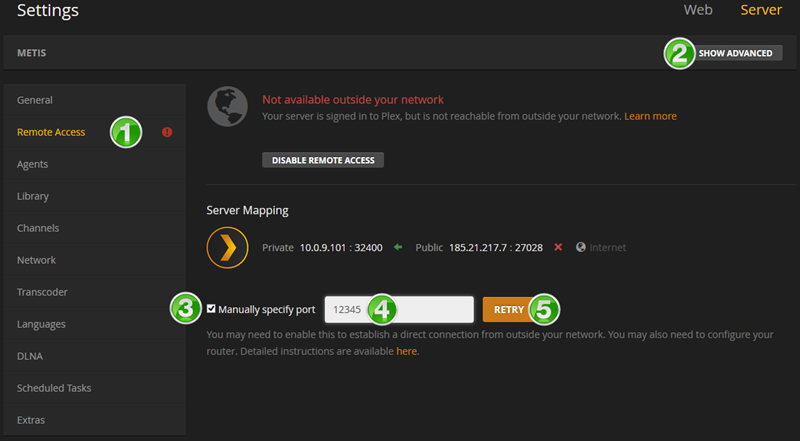 Settings
Web Server
METIS
2 SHOW ADVANCED
General
Remote Access 1
Agents
Library
Channels
Network
Transcoder
Languages
DLNA
Scheduled Tasks
Extras
Not available outside your network
Your server is signed in to Plex, but is not reachable from outside your network. Learn more
DISABLE REMOTE ACCESS
Server Mapping
Private 10.0.9.101 : 32400 Public 185.21.217.7 : 27028 Internet
3 Manually specify port 12345 4 RETRY 5
You may need to enable this to establish a direct connection from outside your network. You may also need to configure your
router. Detailed instructions are available here.